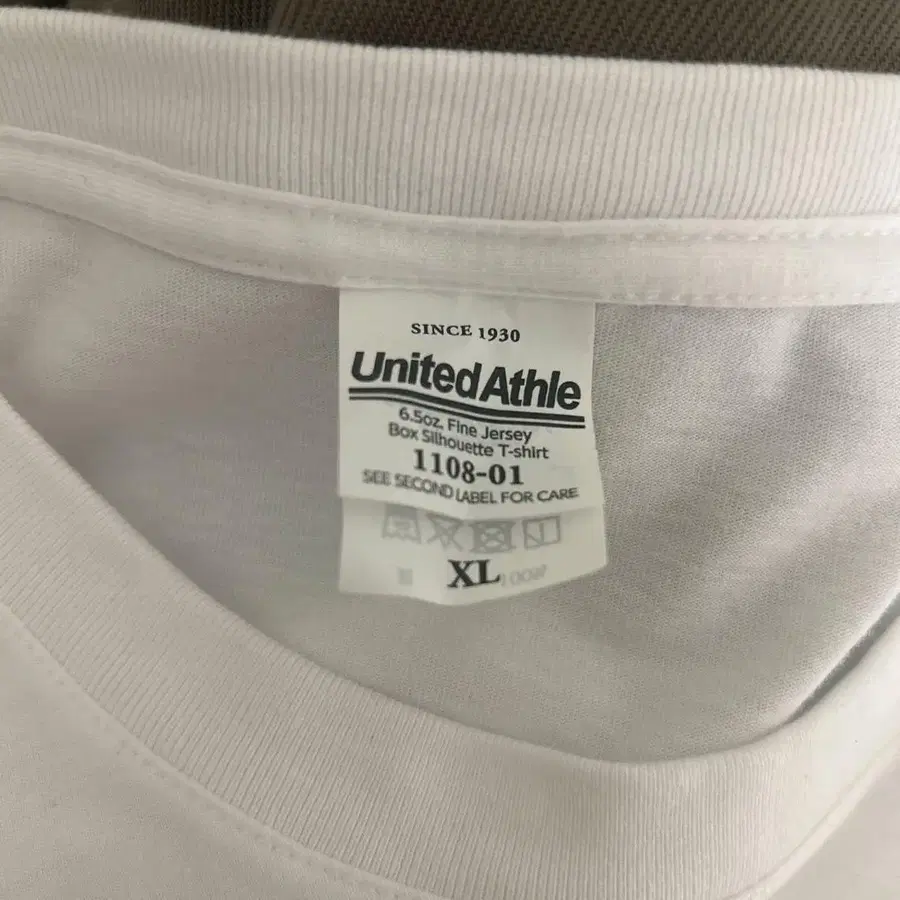 SINCE 1930
UnitedAthle
6.5oz. Fine Jersey
Box Silhouette T-shirt
1108-01
SEE SECOND LABEL FOR CARE
XL